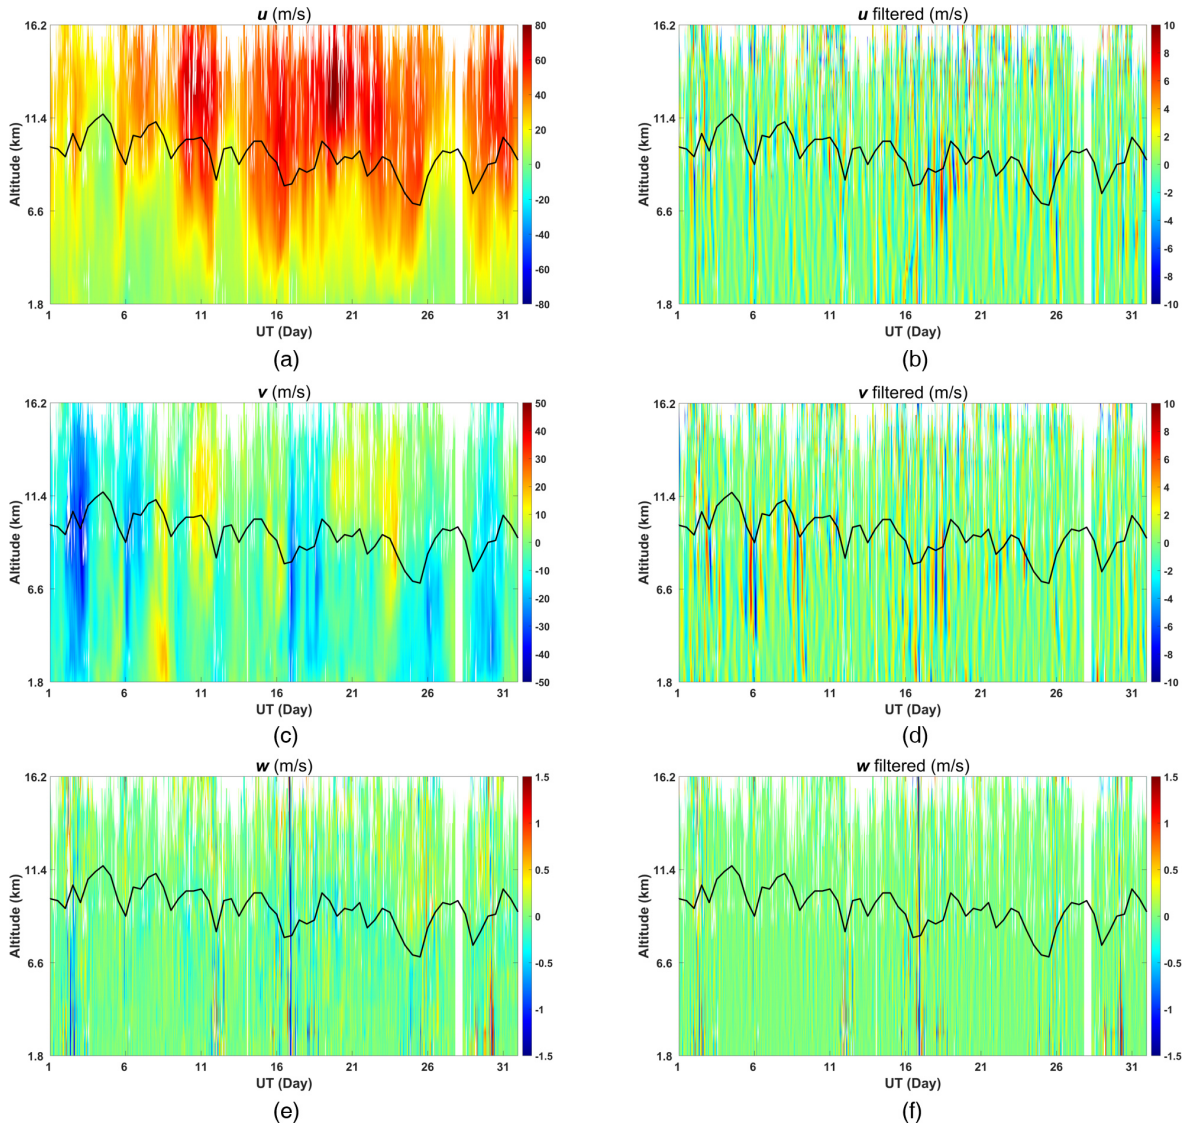 u (m/s)
16.2
11.4
6.6
1.8
Altitude (km)
1 6 11 16 21 26 31
UT (Day)
80
60
40
20
0
-20
-40
-60
-80
(a)
u filtered (m/s)
16.2
11.4
6.6
1.8
Altitude (km)
1 6 11 16 21 26 31
UT (Day)
10
8
6
4
2
0
-2
-4
-6
-8
-10
(b)
v (m/s)
16.2
11.4
6.6
1.8
Altitude (km)
1 6 11 16 21 26 31
UT (Day)
50
40
30
20
10
0
-10
-20
-30
-40
-50
(c)
v filtered (m/s)
16.2
11.4
6.6
1.8
Altitude (km)
1 6 11 16 21 26 31
UT (Day)
10
8
6
4
2
0
-2
-4
-6
-8
-10
(d)
w (m/s)
16.2
11.4
6.6
1.8
Altitude (km)
1 6 11 16 21 26 31
UT (Day)
1.5
1
0.5
0
-0.5
-1
-1.5
(e)
w filtered (m/s)
16.2
11.4
6.6
1.8
Altitude (km)
1 6 11 16 21 26 31
UT (Day)
1.5
1
0.5
0
-0.5
-1
-1.5
(f)